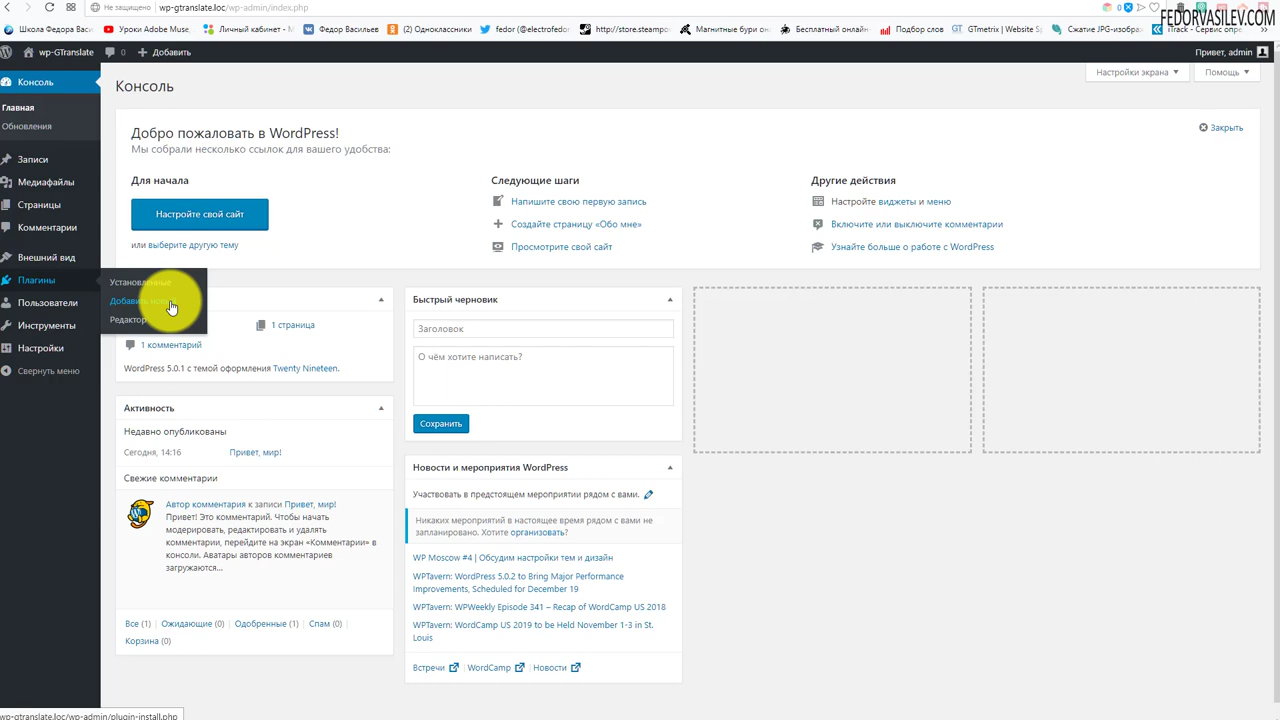 Не защищено wp-gtranslate.loc/wp-admin/index.php
0
FEDORVASILEV.COM
Школа Федора Васил
Уроки Adobe Muse,
Личный кабинет - М
Федор Васильев
(2) Одноклассники
fedor (@electrofedor)
http://store.steampo
Магнитные бури он
Бесплатный онлайн
Подбор слов
GTmetrix | Website Sp
Сжатие JPG-изображ
iTrack - Сервис опре
wp-GTranslate 0 Добавить
Привет, admin
Консоль
Главная
Обновления
Записи
Медиафайлы
Страницы
Комментарии
Внешний вид
Плагины
Пользователи
Инструменты
Настройки
Свернуть меню
Установленные
Добавить
Редактор
Консоль
Настройки экрана
Помощь
Добро пожаловать в WordPress!
Мы собрали несколько ссылок для вашего удобства:
Закрыть
Для начала
Настройте свой сайт
или выберите другую тему
Следующие шаги
Напишите свою первую запись
Создайте страницу «Обо мне»
Просмотрите свой сайт
Другие действия
Настройте виджеты и меню
Включите или выключите комментарии
Узнайте больше о работе с WordPress
1 страница
1 комментарий
WordPress 5.0.1 с темой оформления Twenty Nineteen.
Активность
Недавно опубликованы
Сегодня, 14:16 Привет, мир!
Свежие комментарии
Автор комментария к записи Привет, мир!
Привет! Это комментарий. Чтобы начать
модерировать, редактировать и удалять
комментарии, перейдите на экран «Комментарии» в
консоли. Аватары авторов комментариев
загружаются…
Все (1) | Ожидающие (0) | Одобренные (1) | Спам (0) |
Корзина (0)
Быстрый черновик
Заголовок
О чём хотите написать?
Сохранить
Новости и мероприятия WordPress
Участвовать в предстоящем мероприятии рядом с вами.
Никаких мероприятий в настоящее время рядом с вами не
запланировано. Хотите организовать?
WP Moscow #4 | Обсудим настройки тем и дизайн
WPTavern: WordPress 5.0.2 to Bring Major Performance
Improvements, Scheduled for December 19
WPTavern: WPWeekly Episode 341 – Recap of WordCamp US 2018
WPTavern: WordCamp US 2019 to be Held November 1-3 in St.
Louis
Встречи | WordCamp | Новости
wp-gtranslate.loc/wp-admin/plugin-install.php